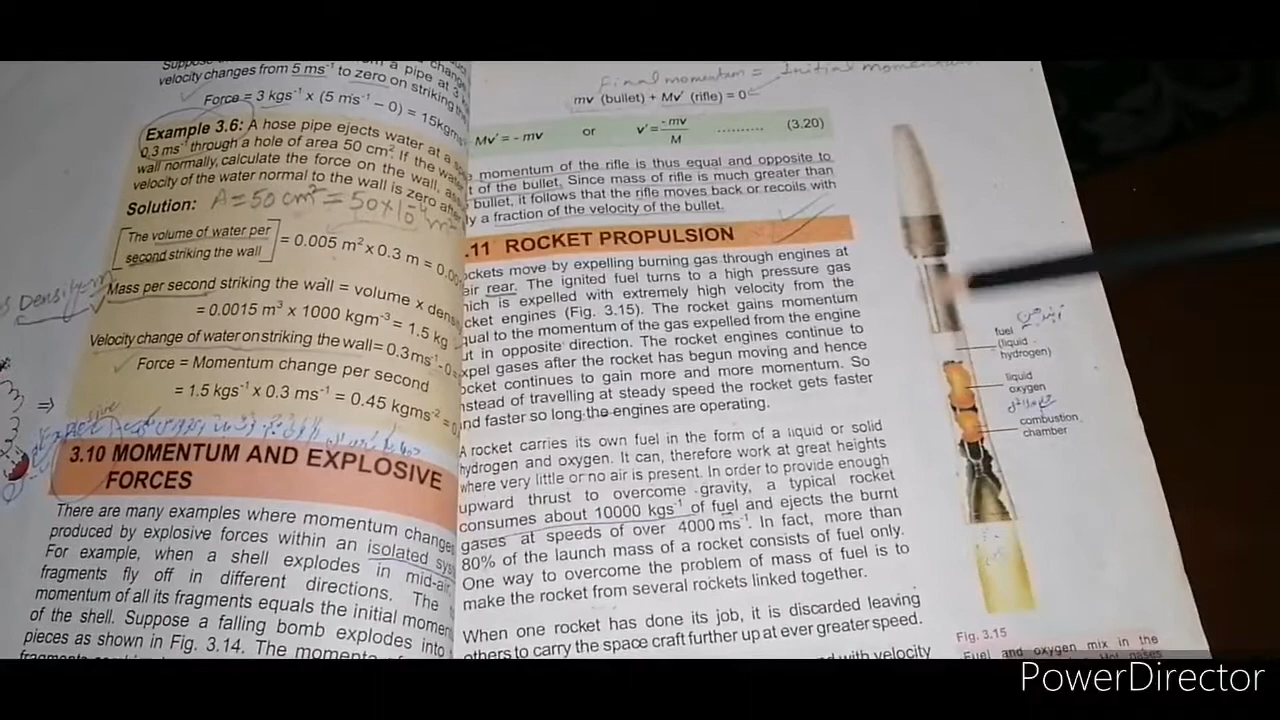 velocity changes from 5 ms⁻¹ to zero on striking the
Force = 3 kgs⁻¹ x (5 ms⁻¹ – 0) = 15kgms
Example 3.6: A hose pipe ejects water at a
0.3 ms⁻¹ through a hole of area 50 cm². If the water
wall normally, calculate the force on the wall,
velocity of the water normal to the wall is zero after
Solution: A = 50 cm² = 50×10⁻⁴ m²
The volume of water per
second striking the wall
= 0.005 m² x 0.3 m = 0.00
Density
Mass per second striking the wall = volume x density
= 0.0015 m³ x 1000 kgm⁻³ = 1.5 kg
Velocity change of water on striking the wall = 0.3ms⁻¹ - 0 =
Force = Momentum change per second
= 1.5 kgs⁻¹ x 0.3 ms⁻¹ = 0.45 kgms⁻² =
3.10 MOMENTUM AND EXPLOSIVE
FORCES
There are many examples where momentum changes
produced by explosive forces within an isolated
For example, when a shell explodes in mid-air,
fragments fly off in different directions. The
momentum of all its fragments equals the initial
of the shell. Suppose a falling bomb explodes into
pieces as shown in Fig. 3.14. The
Final momentum = Initial momentum
mv (bullet) + Mv' (rifle) = 0
Mv' = - mv or v' = -mv/M .......... (3.20)
momentum of the rifle is thus equal and opposite to
of the bullet. Since mass of rifle is much greater than
bullet, it follows that the rifle moves back or recoils with
a fraction of the velocity of the bullet.
.11 ROCKET PROPULSION
ockets move by expelling burning gas through engines at
eir rear. The ignited fuel turns to a high pressure gas
hich is expelled with extremely high velocity from the
cket engines (Fig. 3.15). The rocket gains momentum
qual to the momentum of the gas expelled from the engine
ut in opposite direction. The rocket engines continue to
xpel gases after the rocket has begun moving and hence
ocket continues to gain more and more momentum. So
nstead of travelling at steady speed the rocket gets faster
nd faster so long the engines are operating.
A rocket carries its own fuel in the form of a liquid or solid
hydrogen and oxygen. It can, therefore work at great heights
where very little or no air is present. In order to provide enough
upward thrust to overcome gravity, a typical rocket
consumes about 10000 kgs⁻¹ of fuel and ejects the burnt
gases at speeds of over 4000 ms⁻¹. In fact, more than
80% of the launch mass of a rocket consists of fuel only.
One way to overcome the problem of mass of fuel is to
make the rocket from several rockets linked together.
When one rocket has done its job, it is discarded leaving
others to carry the space craft further up at ever greater speed.
with velocity
fuel
(liquid
hydrogen)
liquid
oxygen
combustion
chamber
Fig. 3.15
Fuel and oxygen mix in the
PowerDirector